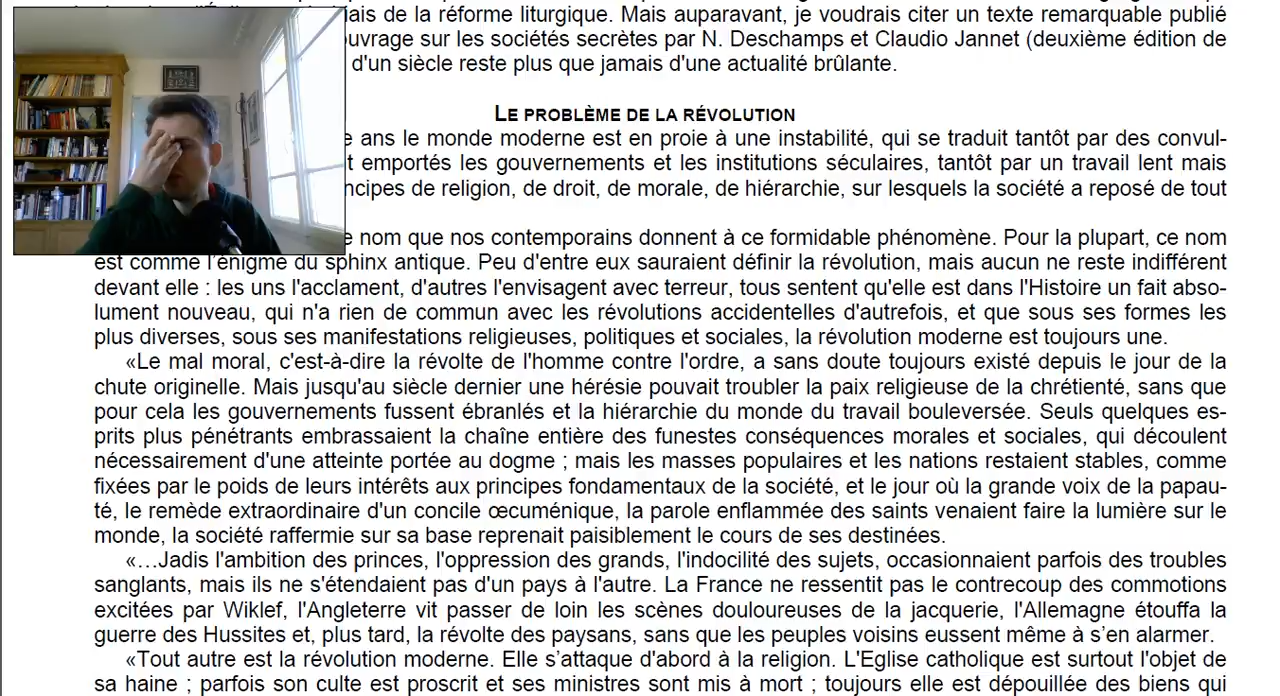 de la réforme liturgique. Mais auparavant, je voudrais citer un texte remarquable publié
ouvrage sur les sociétés secrètes par N. Deschamps et Claudio Jannet (deuxième édition de
d'un siècle reste plus que jamais d'une actualité brûlante.
LE PROBLÈME DE LA RÉVOLUTION
ans le monde moderne est en proie à une instabilité, qui se traduit tantôt par des convul-
emportés les gouvernements et les institutions séculaires, tantôt par un travail lent mais
de religion, de droit, de morale, de hiérarchie, sur lesquels la société a reposé de tout
nom que nos contemporains donnent à ce formidable phénomène. Pour la plupart, ce nom
est comme l'énigme du sphinx antique. Peu d'entre eux sauraient définir la révolution, mais aucun ne reste indifférent
devant elle : les uns l'acclament, d'autres l'envisagent avec terreur, tous sentent qu'elle est dans l'Histoire un fait abso-
lument nouveau, qui n'a rien de commun avec les révolutions accidentelles d'autrefois, et que sous ses formes les
plus diverses, sous ses manifestations religieuses, politiques et sociales, la révolution moderne est toujours une.
«Le mal moral, c'est-à-dire la révolte de l'homme contre l'ordre, a sans doute toujours existé depuis le jour de la
chute originelle. Mais jusqu'au siècle dernier une hérésie pouvait troubler la paix religieuse de la chrétienté, sans que
pour cela les gouvernements fussent ébranlés et la hiérarchie du monde du travail bouleversée. Seuls quelques es-
prits plus pénétrants embrassaient la chaîne entière des funestes conséquences morales et sociales, qui découlent
nécessairement d'une atteinte portée au dogme ; mais les masses populaires et les nations restaient stables, comme
fixées par le poids de leurs intérêts aux principes fondamentaux de la société, et le jour où la grande voix de la papau-
té, le remède extraordinaire d'un concile œcuménique, la parole enflammée des saints venaient faire la lumière sur le
monde, la société raffermie sur sa base reprenait paisiblement le cours de ses destinées.
«…Jadis l'ambition des princes, l'oppression des grands, l'indocilité des sujets, occasionnaient parfois des troubles
sanglants, mais ils ne s'étendaient pas d'un pays à l'autre. La France ne ressentit pas le contrecoup des commotions
excitées par Wiklef, l'Angleterre vit passer de loin les scènes douloureuses de la jacquerie, l'Allemagne étouffa la
guerre des Hussites et, plus tard, la révolte des paysans, sans que les peuples voisins eussent même à s'en alarmer.
«Tout autre est la révolution moderne. Elle s'attaque d'abord à la religion. L'Eglise catholique est surtout l'objet de
sa haine ; parfois son culte est proscrit et ses ministres sont mis à mort ; toujours elle est dépouillée des biens qui